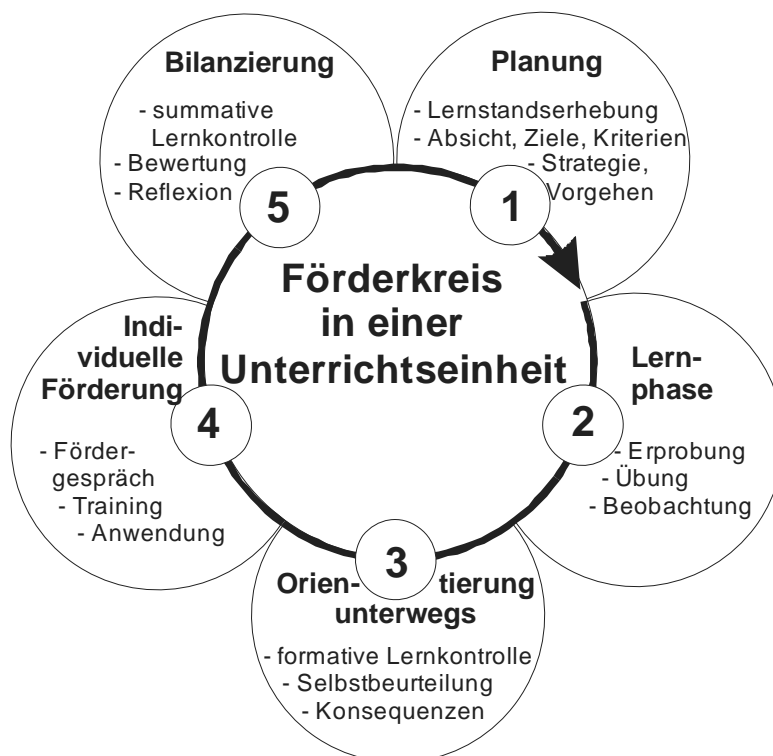 Förderkreis
in einer
Unterrichtseinheit
1
Planung
- Lernstandserhebung
- Absicht, Ziele, Kriterien
- Strategie,
Vorgehen
2
Lern-
phase
- Erprobung
- Übung
- Beobachtung
3
Orien- tierung
unterwegs
- formative Lernkontrolle
- Selbstbeurteilung
- Konsequenzen
4
Indi-
viduelle
Förderung
- Förder-
gespräch
- Training
- Anwendung
5
Bilanzierung
- summative
Lernkontrolle
- Bewertung
- Reflexion